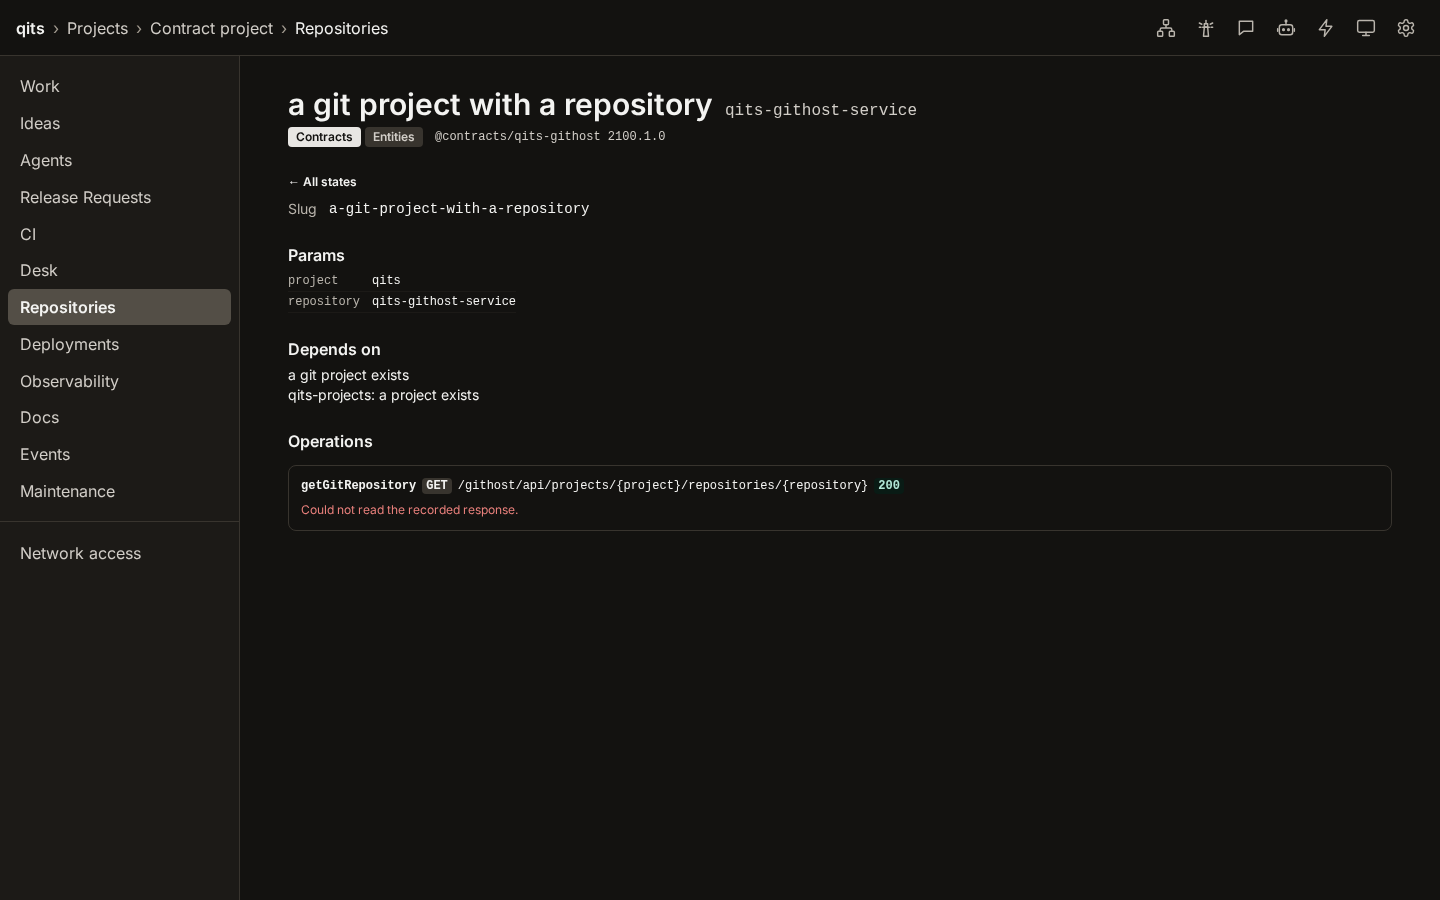 qits › Projects › Contract project › Repositories
Work
Ideas
Agents
Release Requests
CI
Desk
Repositories
Deployments
Observability
Docs
Events
Maintenance
Network access
a git project with a repository qits-githost-service
Contracts Entities @contracts/qits-githost 2100.1.0
← All states
Slug a-git-project-with-a-repository
Params
project qits
repository qits-githost-service
Depends on
a git project exists
qits-projects: a project exists
Operations
getGitRepository GET /githost/api/projects/{project}/repositories/{repository} 200
Could not read the recorded response.